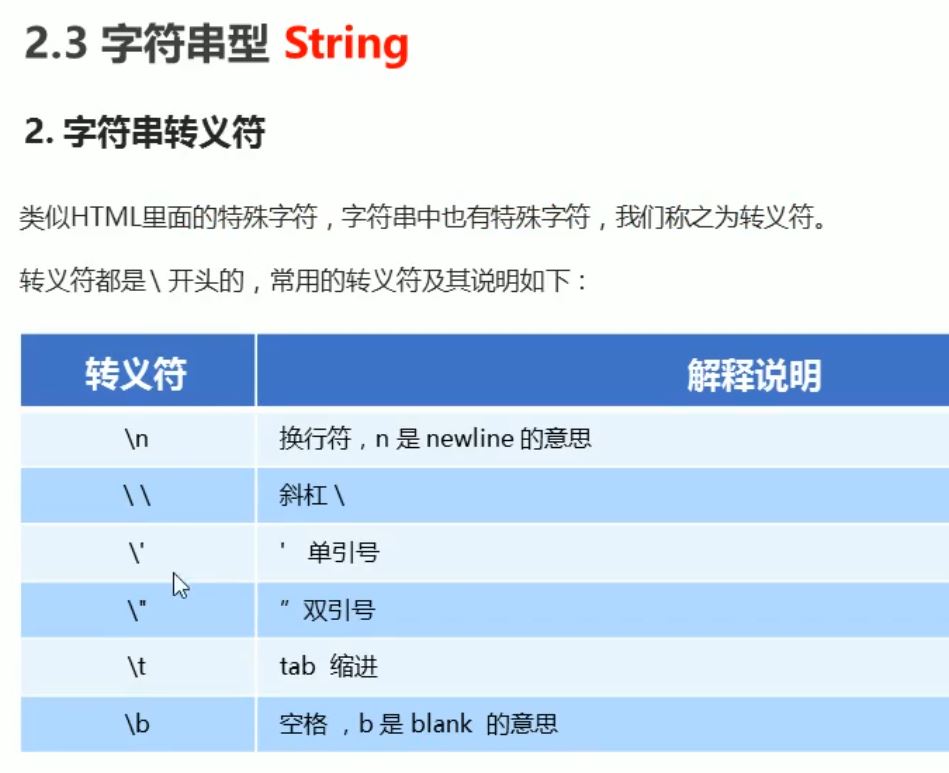 2.3 字符串型 String
2. 字符串转义符
类似HTML里面的特殊字符，字符串中也有特殊字符，我们称之为转义符。
转义符都是 \ 开头的，常用的转义符及其说明如下：
转义符 解释说明
\n 换行符，n 是 newline 的意思
\ \ 斜杠 \
\' ' 单引号
\" ” 双引号
\t tab 缩进
\b 空格 ，b 是 blank 的意思